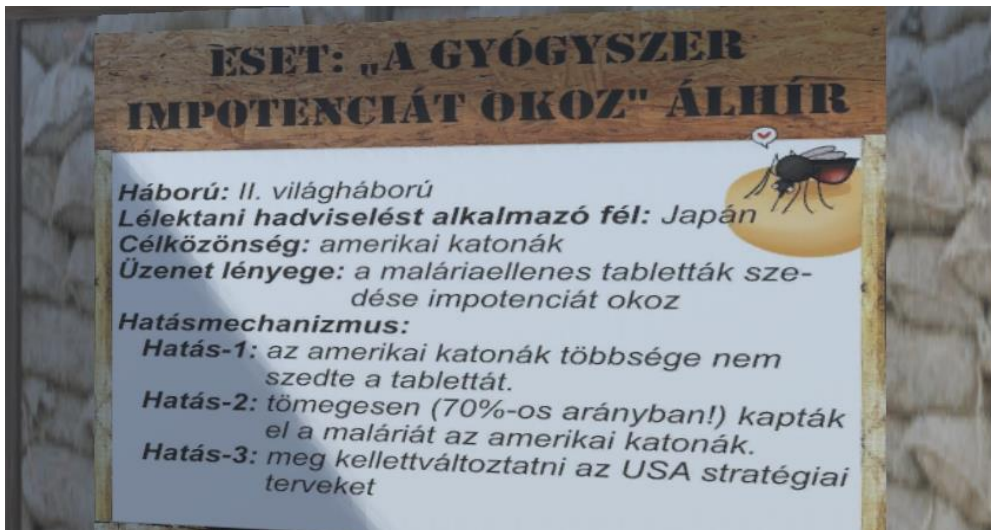 ESET: „A GYÓGYSZER
IMPOTENCIÁT OKOZ" ÁLHÍR
Háború: II. világháború
Lélektani hadviselést alkalmazó fél: Japán
Célközönség: amerikai katonák
Üzenet lényege: a maláriaellenes tabletták sze-
dése impotenciát okoz
Hatásmechanizmus:
Hatás-1: az amerikai katonák többsége nem
szedte a tablettát.
Hatás-2: tömegesen (70%-os arányban!) kapták
el a maláriát az amerikai katonák.
Hatás-3: meg kellettváltoztatni az USA stratégiai
terveket